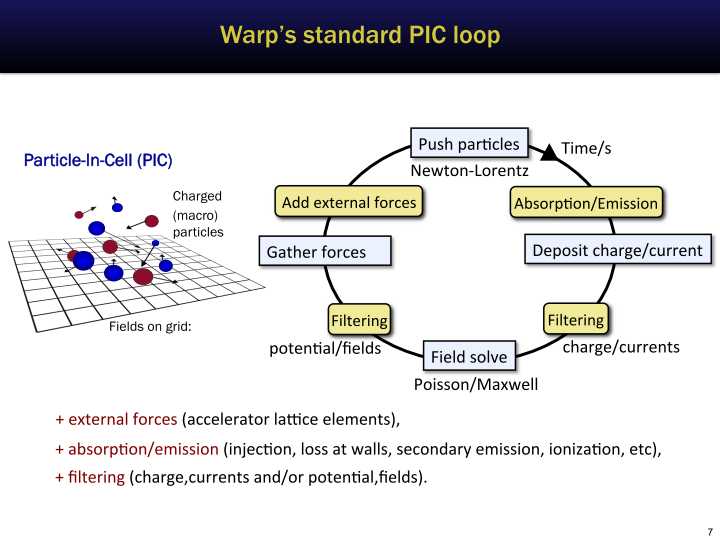 Warp's standard PIC loop
Particle-In-Cell (PIC)
Charged
(macro)
particles
Fields on grid:
Push particles
Newton-Lorentz
Time/s
Absorption/Emission
Deposit charge/current
Filtering
charge/currents
Field solve
Poisson/Maxwell
Filtering
potential/fields
Gather forces
Add external forces
+ external forces (accelerator lattice elements),
+ absorption/emission (injection, loss at walls, secondary emission, ionization, etc),
+ filtering (charge,currents and/or potential,fields).
7